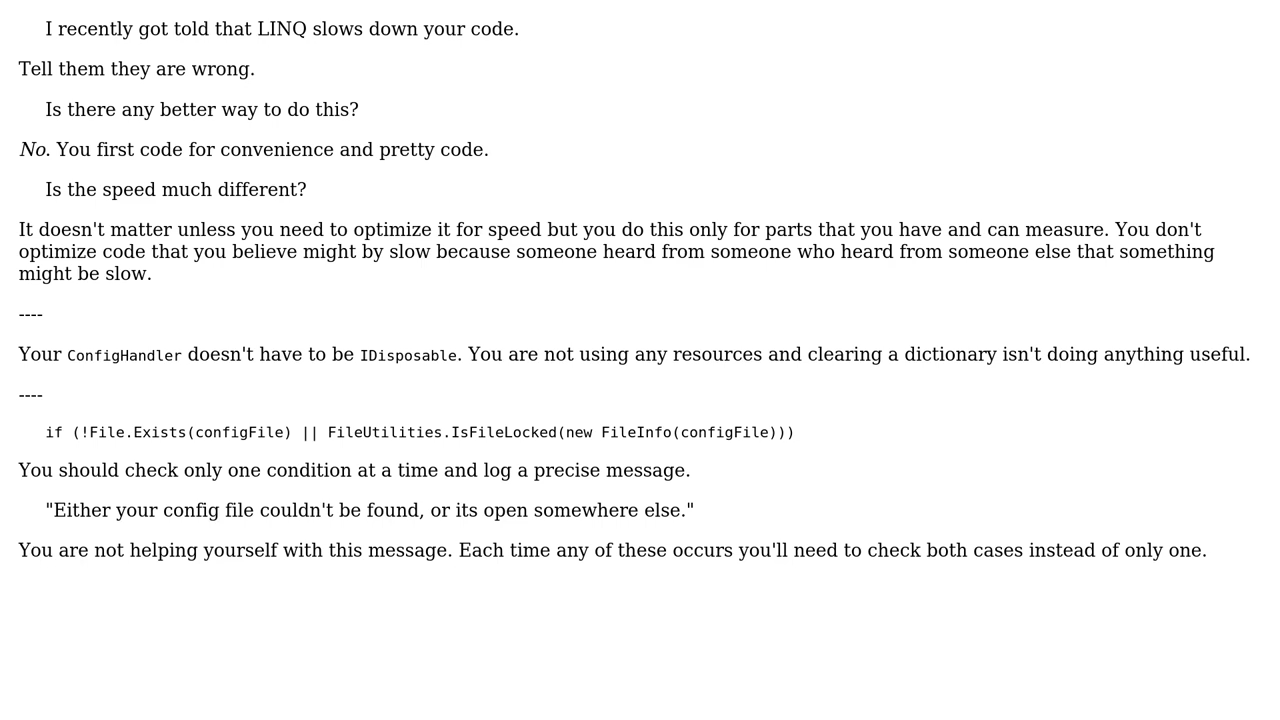 I recently got told that LINQ slows down your code.
Tell them they are wrong.
Is there any better way to do this?
No. You first code for convenience and pretty code.
Is the speed much different?
It doesn't matter unless you need to optimize it for speed but you do this only for parts that you have and can measure. You don't
optimize code that you believe might by slow because someone heard from someone who heard from someone else that something
might be slow.
----
Your ConfigHandler doesn't have to be IDisposable. You are not using any resources and clearing a dictionary isn't doing anything useful.
----
if (!File.Exists(configFile) || FileUtilities.IsFileLocked(new FileInfo(configFile)))
You should check only one condition at a time and log a precise message.
"Either your config file couldn't be found, or its open somewhere else."
You are not helping yourself with this message. Each time any of these occurs you'll need to check both cases instead of only one.